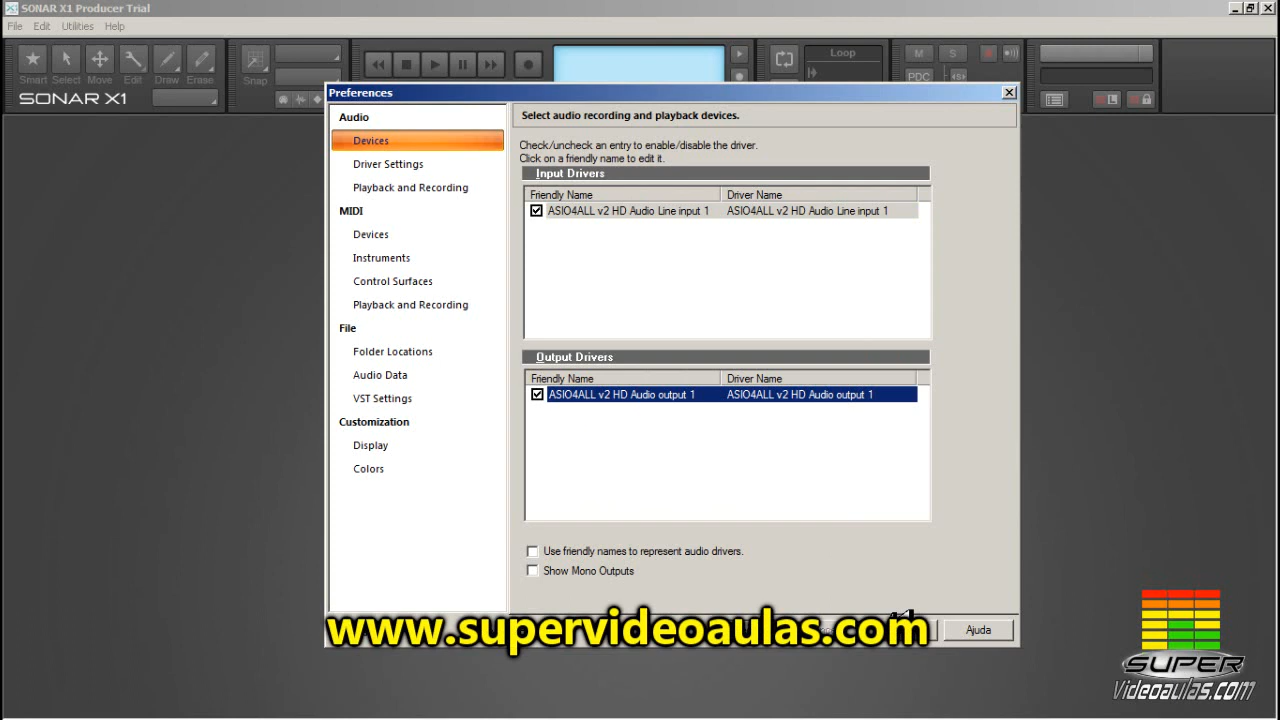 SONAR X1 Producer Trial
File Edit Utilities Help
Smart Select Move Edit Draw Erase
Snap
Loop
M S
PDC
SONAR X1
L
Preferences
Audio
Devices
Driver Settings
Playback and Recording
MIDI
Devices
Instruments
Control Surfaces
Playback and Recording
File
Folder Locations
Audio Data
VST Settings
Customization
Display
Colors
Select audio recording and playback devices.
Check/uncheck an entry to enable/disable the driver.
Click on a friendly name to edit it.
Input Drivers
Friendly Name Driver Name
ASIO4ALL v2 HD Audio Line input 1 ASIO4ALL v2 HD Audio Line input 1
Output Drivers
Friendly Name Driver Name
ASIO4ALL v2 HD Audio output 1 ASIO4ALL v2 HD Audio output 1
Use friendly names to represent audio drivers.
Show Mono Outputs
www.supervideoaulas.com
Ajuda
SUPER
Videoaulas.com